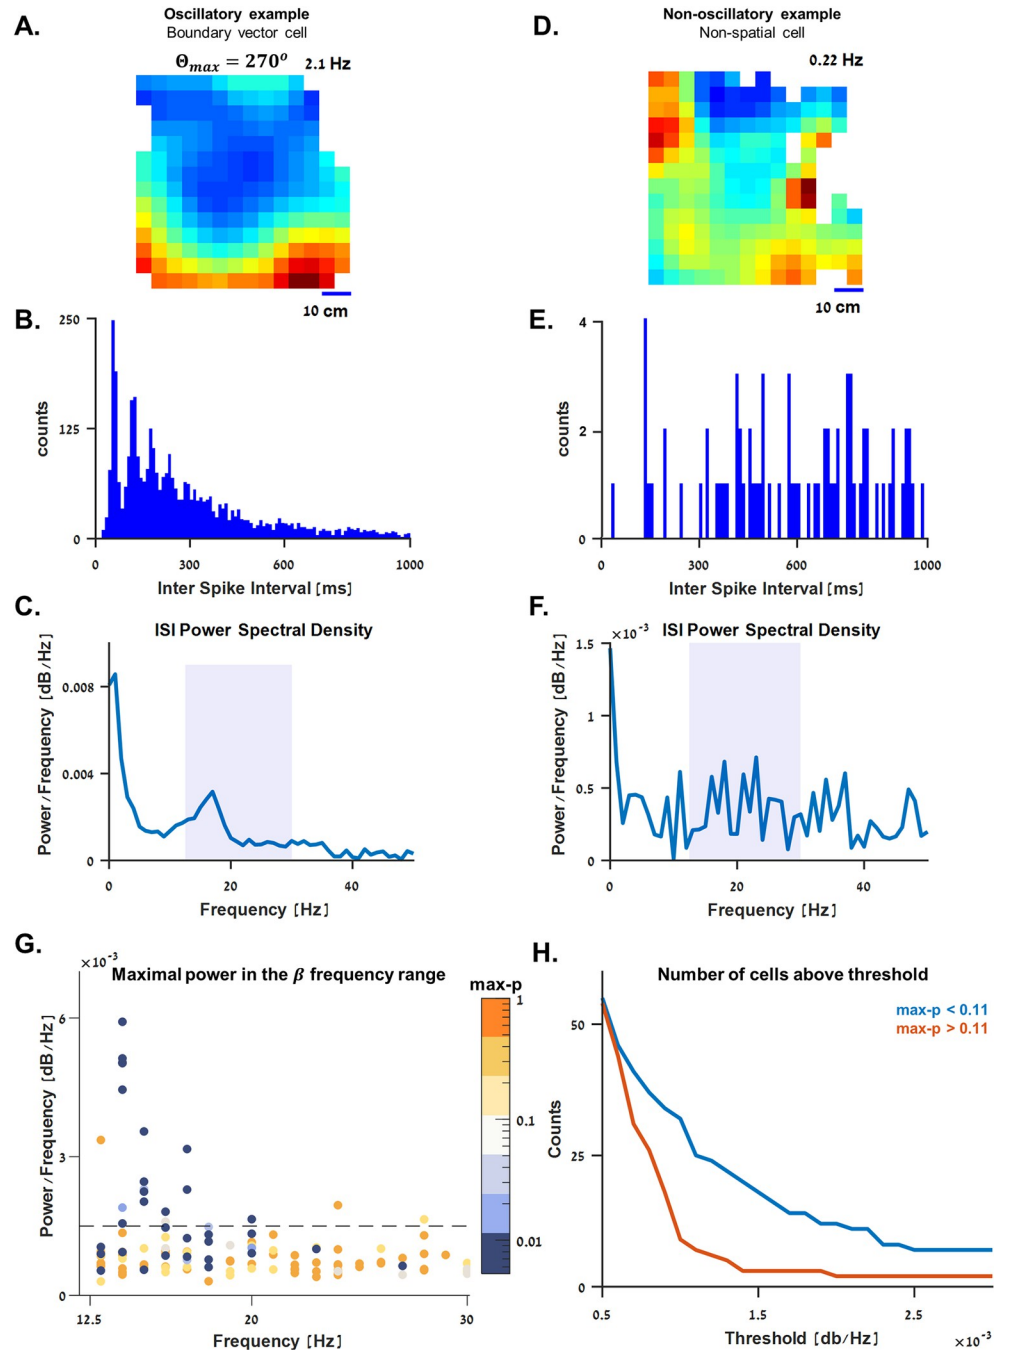 A.
Oscillatory example
Boundary vector cell
Θmax = 270°
2.1 Hz
10 cm
D.
Non-oscillatory example
Non-spatial cell
0.22 Hz
10 cm
B.
250
125
0
counts
0 300 600 1000
Inter Spike Interval [ms]
E.
4
2
0
counts
0 300 600 1000
Inter Spike Interval [ms]
C.
ISI Power Spectral Density
Power/Frequency [dB/Hz]
0.008
0.004
0
0 20 40
Frequency [Hz]
F.
×10⁻³
ISI Power Spectral Density
Power/Frequency [dB/Hz]
1.5
1
0.5
0
0 20 40
Frequency [Hz]
G.
×10⁻³
Maximal power in the β frequency range
Power/Frequency [dB/Hz]
6
3
0
12.5 20 30
Frequency [Hz]
max-p
1
0.1
0.01
H.
Number of cells above threshold
max-p < 0.11
max-p > 0.11
Counts
50
25
0
0.5 1.5 2.5
Threshold [db/Hz]
×10⁻³